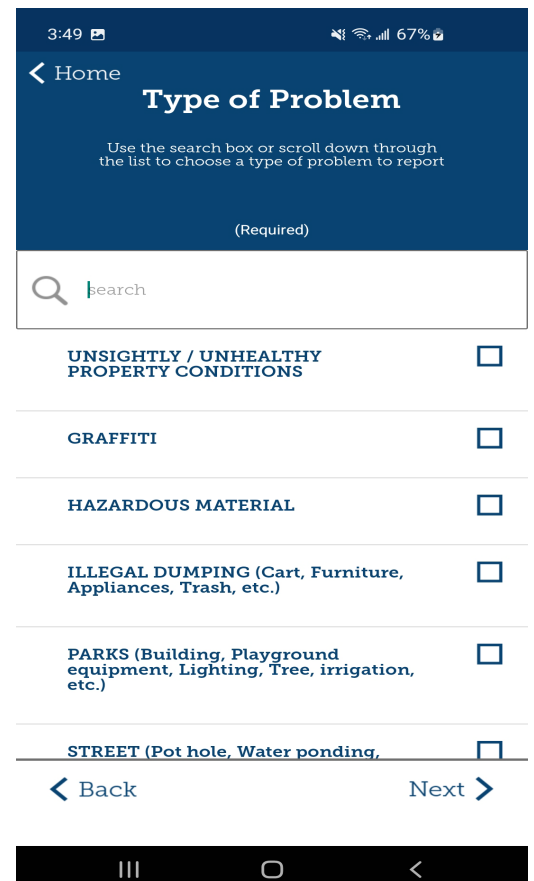 3:49 67%
Home
Type of Problem
Use the search box or scroll down through
the list to choose a type of problem to report
(Required)
search
UNSIGHTLY / UNHEALTHY
PROPERTY CONDITIONS
GRAFFITI
HAZARDOUS MATERIAL
ILLEGAL DUMPING (Cart, Furniture,
Appliances, Trash, etc.)
PARKS (Building, Playground
equipment, Lighting, Tree, irrigation,
etc.)
STREET (Pot hole, Water ponding,
Back Next